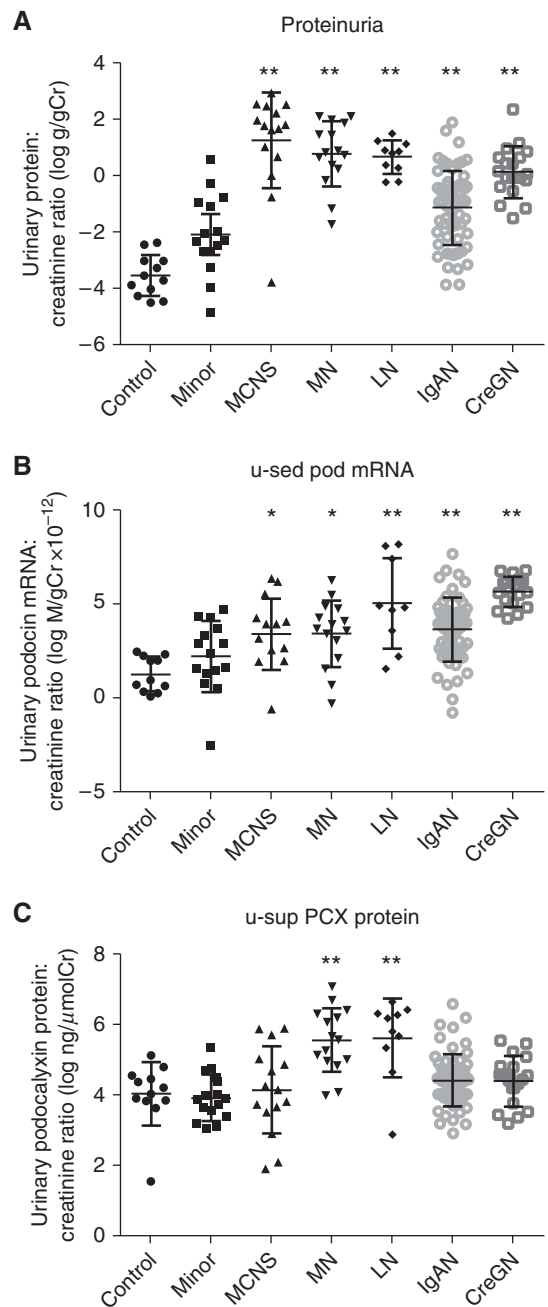 A
Proteinuria
Urinary protein:
creatinine ratio (log g/gCr)
4
2
0
−2
−4
−6
** ** ** ** **
Control Minor MCNS MN LN IgAN CreGN
B
u-sed pod mRNA
Urinary podocin mRNA:
creatinine ratio (log M/gCr ×10−12)
10
5
0
−5
* * ** ** **
Control Minor MCNS MN LN IgAN CreGN
C
u-sup PCX protein
Urinary podocalyxin protein:
creatinine ratio (log ng/μmolCr)
8
6
4
2
0
** **
Control Minor MCNS MN LN IgAN CreGN